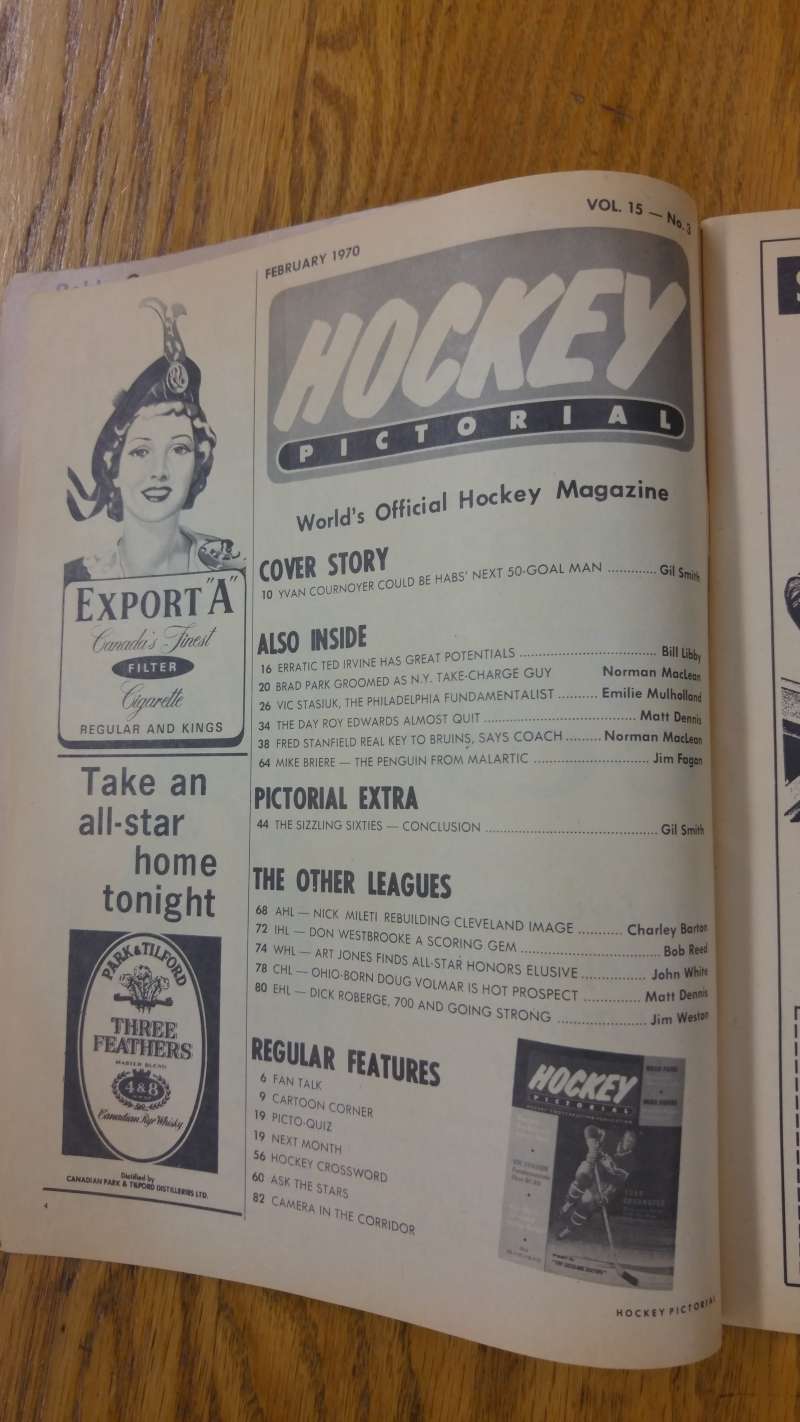 VOL. 15 — No. 3
FEBRUARY 1970
HOCKEY
PICTORIAL
World's Official Hockey Magazine
COVER STORY
10 YVAN COURNOYER COULD BE HABS' NEXT 50-GOAL MAN ............ Gil Smith
ALSO INSIDE
16 ERRATIC TED IRVINE HAS GREAT POTENTIALS ........................................ Bill Libby
20 BRAD PARK GROOMED AS N.Y. TAKE-CHARGE GUY Norman MacLean
26 VIC STASIUK, THE PHILADELPHIA FUNDAMENTALIST .......... Emilie Mulholland
34 THE DAY ROY EDWARDS ALMOST QUIT ..................................... Matt Dennis
38 FRED STANFIELD REAL KEY TO BRUINS, SAYS COACH ......... Norman MacLean
64 MIKE BRIERE — THE PENGUIN FROM MALARTIC ............................. Jim Fagan
PICTORIAL EXTRA
44 THE SIZZLING SIXTIES — CONCLUSION ............................................ Gil Smith
THE OTHER LEAGUES
68 AHL — NICK MILETI REBUILDING CLEVELAND IMAGE ........... Charley Barton
72 IHL — DON WESTBROOKE A SCORING GEM ................................... Bob Reed
74 WHL — ART JONES FINDS ALL-STAR HONORS ELUSIVE ................ John White
78 CHL — OHIO-BORN DOUG VOLMAR IS HOT PROSPECT .............. Matt Dennis
80 EHL — DICK ROBERGE, 700 AND GOING STRONG ...................... Jim Weston
REGULAR FEATURES
6 FAN TALK
9 CARTOON CORNER
19 PICTO-QUIZ
19 NEXT MONTH
56 HOCKEY CROSSWORD
60 ASK THE STARS
82 CAMERA IN THE CORRIDOR
HOCKEY
PICTORIAL
HOCKEY PICTORIAL
EXPORT "A"
Canada's Finest
FILTER
Cigarette
REGULAR AND KINGS
Take an
all-star
home
tonight
PARK & TILFORD
THREE
FEATHERS
MASTER BLEND
4&8
Canadian Rye Whisky
Distilled by
CANADIAN PARK & TILFORD DISTILLERIES LTD.
4